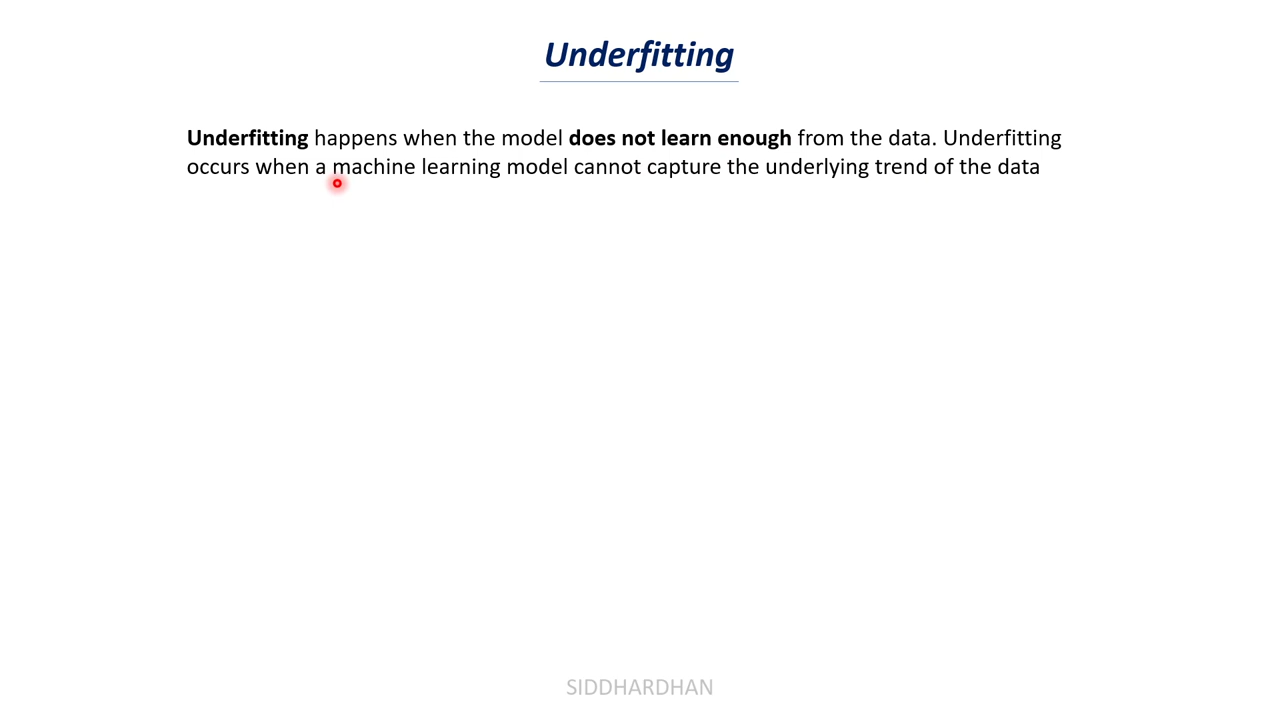 Underfitting
Underfitting happens when the model does not learn enough from the data. Underfitting
occurs when a machine learning model cannot capture the underlying trend of the data
SIDDHARDHAN